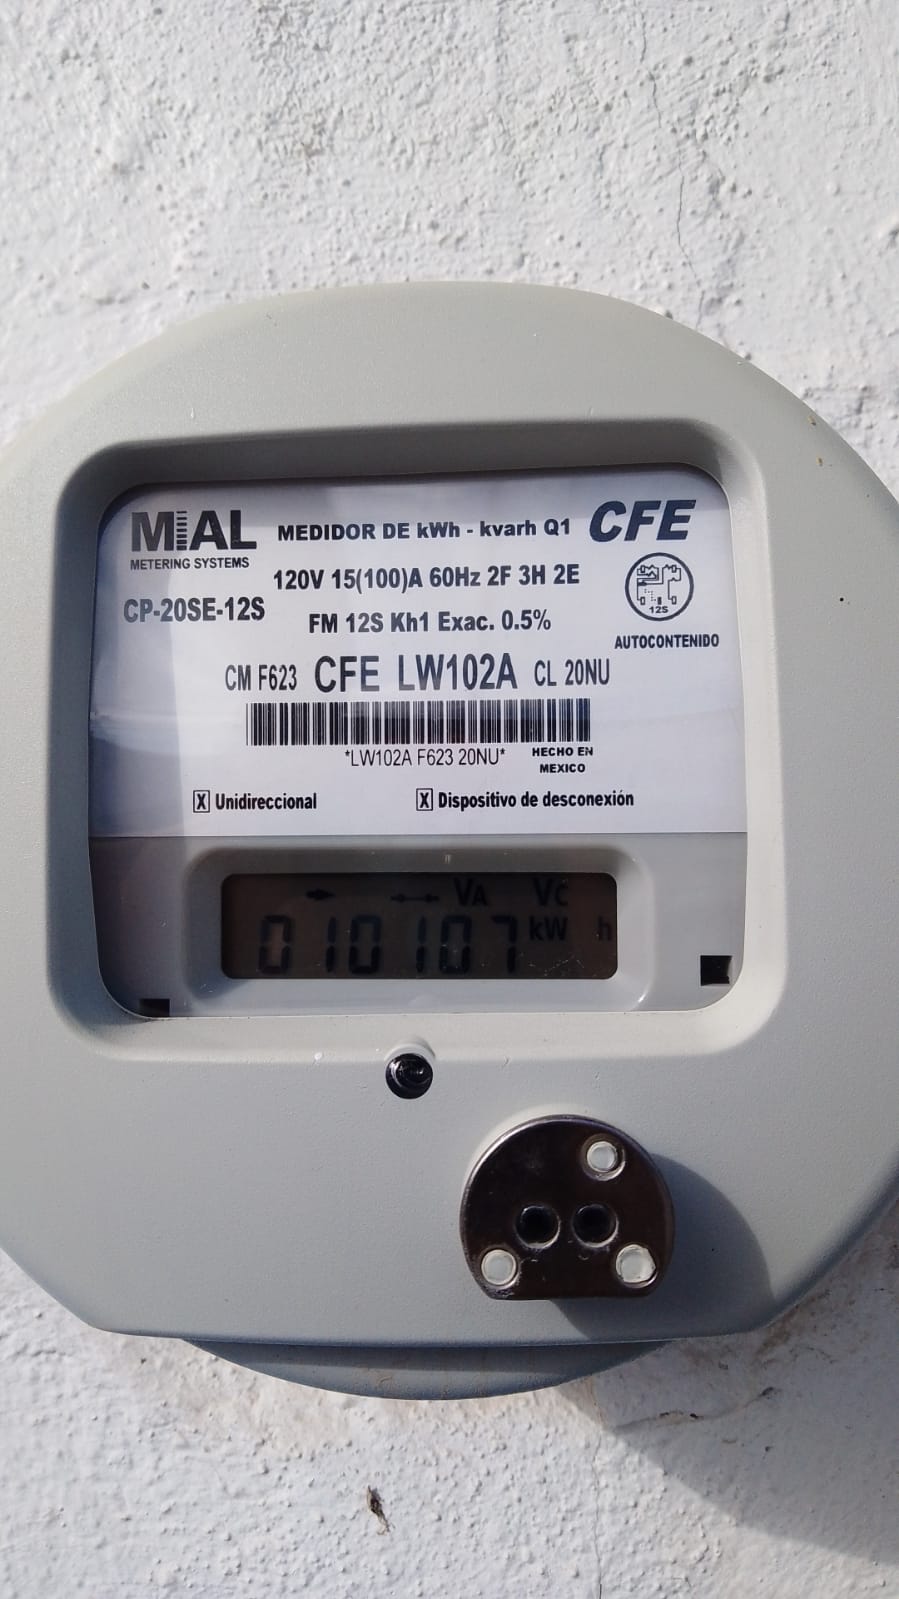 MIAL
METERING SYSTEMS
MEDIDOR DE kWh - kvarh Q1
CFE
120V 15(100)A 60Hz 2F 3H 2E
CP-20SE-12S
FM 12S Kh1 Exac. 0.5%
12S
AUTOCONTENIDO
CM F623 CFE LW102A CL 20NU
*LW102A F623 20NU*
HECHO EN
MEXICO
X Unidireccional
X Dispositivo de desconexión
VA VC
010107 kW h